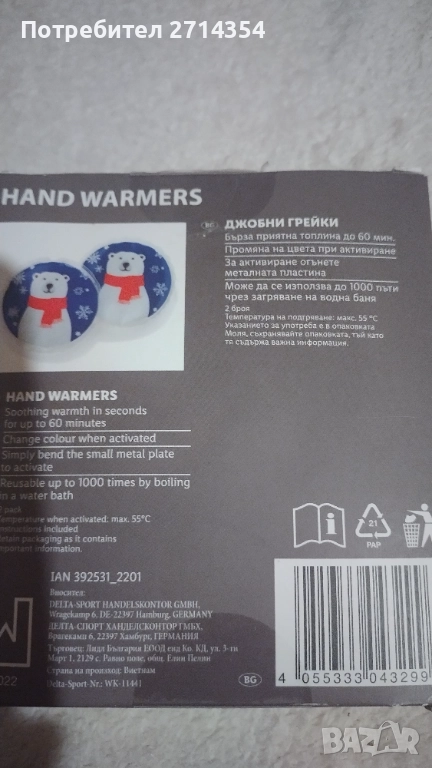 Потребител 2714354
HAND WARMERS
ДЖОБНИ ГРЕЙКИ
Бърза приятна топлина до 60 мин.
Промяна на цвета при активиране
За активиране огънете
металната пластина
Може да се използва до 1000 пъти
чрез загряване на водна баня
2 броя
Температура на подгряване: макс. 55 °C
Указанието за употреба е в опаковката
Моля, съхранявайте опаковката, тъй като
тя съдържа важна информация.
HAND WARMERS
Soothing warmth in seconds
for up to 60 minutes
Change colour when activated
Simply bend the small metal plate
to activate
Reusable up to 1000 times by boiling
in a water bath
pack
Temperature when activated: max. 55°C
Instructions included
Retain packaging as it contains
important information.
21
PAP
IAN 392531_2201
Вносител:
DELTA-SPORT HANDELSKONTOR GMBH,
Wragekamp 6, DE-22397 Hamburg, GERMANY
ДЕЛТА-СПОРТ ХАНДЕЛСКОНТОР ГМБХ,
Врагекамп 6, 22397 Хамбург, ГЕРМАНИЯ
Търговец: Лидл България ЕООД енд Ко. КД, ул. 3-ти
Март 1, 2129 с. Равно поле, общ. Елин Пелин
Страна на произход: Виетнам
Delta-Sport-Nr.: WK-11441
BG
2022
4 055333 043299
BAZAR